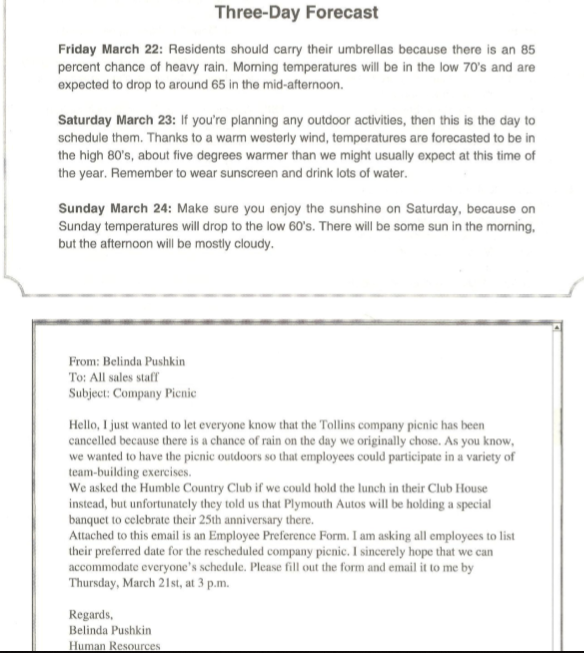 Three-Day Forecast
Friday March 22: Residents should carry their umbrellas because there is an 85
percent chance of heavy rain. Morning temperatures will be in the low 70's and are
expected to drop to around 65 in the mid-afternoon.
Saturday March 23: If you're planning any outdoor activities, then this is the day to
schedule them. Thanks to a warm westerly wind, temperatures are forecasted to be in
the high 80's, about five degrees warmer than we might usually expect at this time of
the year. Remember to wear sunscreen and drink lots of water.
Sunday March 24: Make sure you enjoy the sunshine on Saturday, because on
Sunday temperatures will drop to the low 60's. There will be some sun in the morning,
but the afternoon will be mostly cloudy.
From: Belinda Pushkin
To: All sales staff
Subject: Company Picnic
Hello, I just wanted to let everyone know that the Tollins company picnic has been
cancelled because there is a chance of rain on the day we originally chose. As you know,
we wanted to have the picnic outdoors so that employees could participate in a variety of
team-building exercises.
We asked the Humble Country Club if we could hold the lunch in their Club House
instead, but unfortunately they told us that Plymouth Autos will be holding a special
banquet to celebrate their 25th anniversary there.
Attached to this email is an Employee Preference Form. I am asking all employees to list
their preferred date for the rescheduled company picnic. I sincerely hope that we can
accommodate everyone's schedule. Please fill out the form and email it to me by
Thursday, March 21st, at 3 p.m.
Regards,
Belinda Pushkin
Human Resources